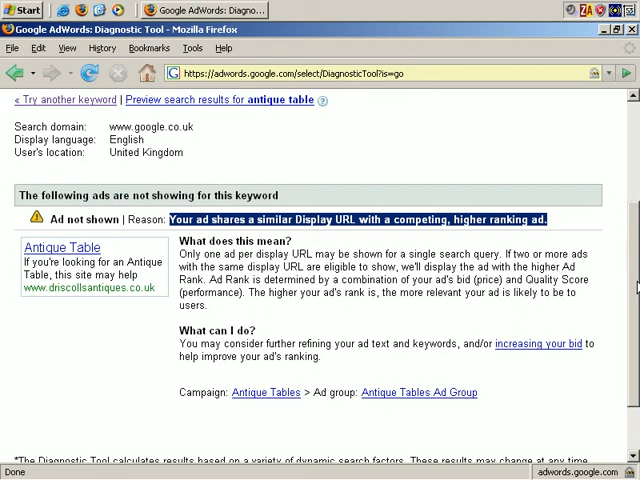 Start
Google AdWords: Diagno...
Google AdWords: Diagnostic Tool - Mozilla Firefox
File Edit View History Bookmarks Tools Help
https://adwords.google.com/select/DiagnosticTool?is=go
« Try another keyword | Preview search results for antique table ?
Search domain: www.google.co.uk
Display language: English
User's location: United Kingdom
The following ads are not showing for this keyword
Ad not shown | Reason: Your ad shares a similar Display URL with a competing, higher ranking ad.
Antique Table
If you're looking for an Antique
Table, this site may help
www.driscollsantiques.co.uk
What does this mean?
Only one ad per display URL may be shown for a single search query. If two or more ads
with the same display URL are eligible to show, we'll display the ad with the higher Ad
Rank. Ad Rank is determined by a combination of your ad's bid (price) and Quality Score
(performance). The higher your ad's rank is, the more relevant your ad is likely to be to
users.
What can I do?
You may consider further refining your ad text and keywords, and/or increasing your bid to
help improve your ad's ranking.
Campaign: Antique Tables > Ad group: Antique Tables Ad Group
*The Diagnostic Tool calculates results based on a variety of dynamic search factors. These results may change at any time
Done
adwords.google.com